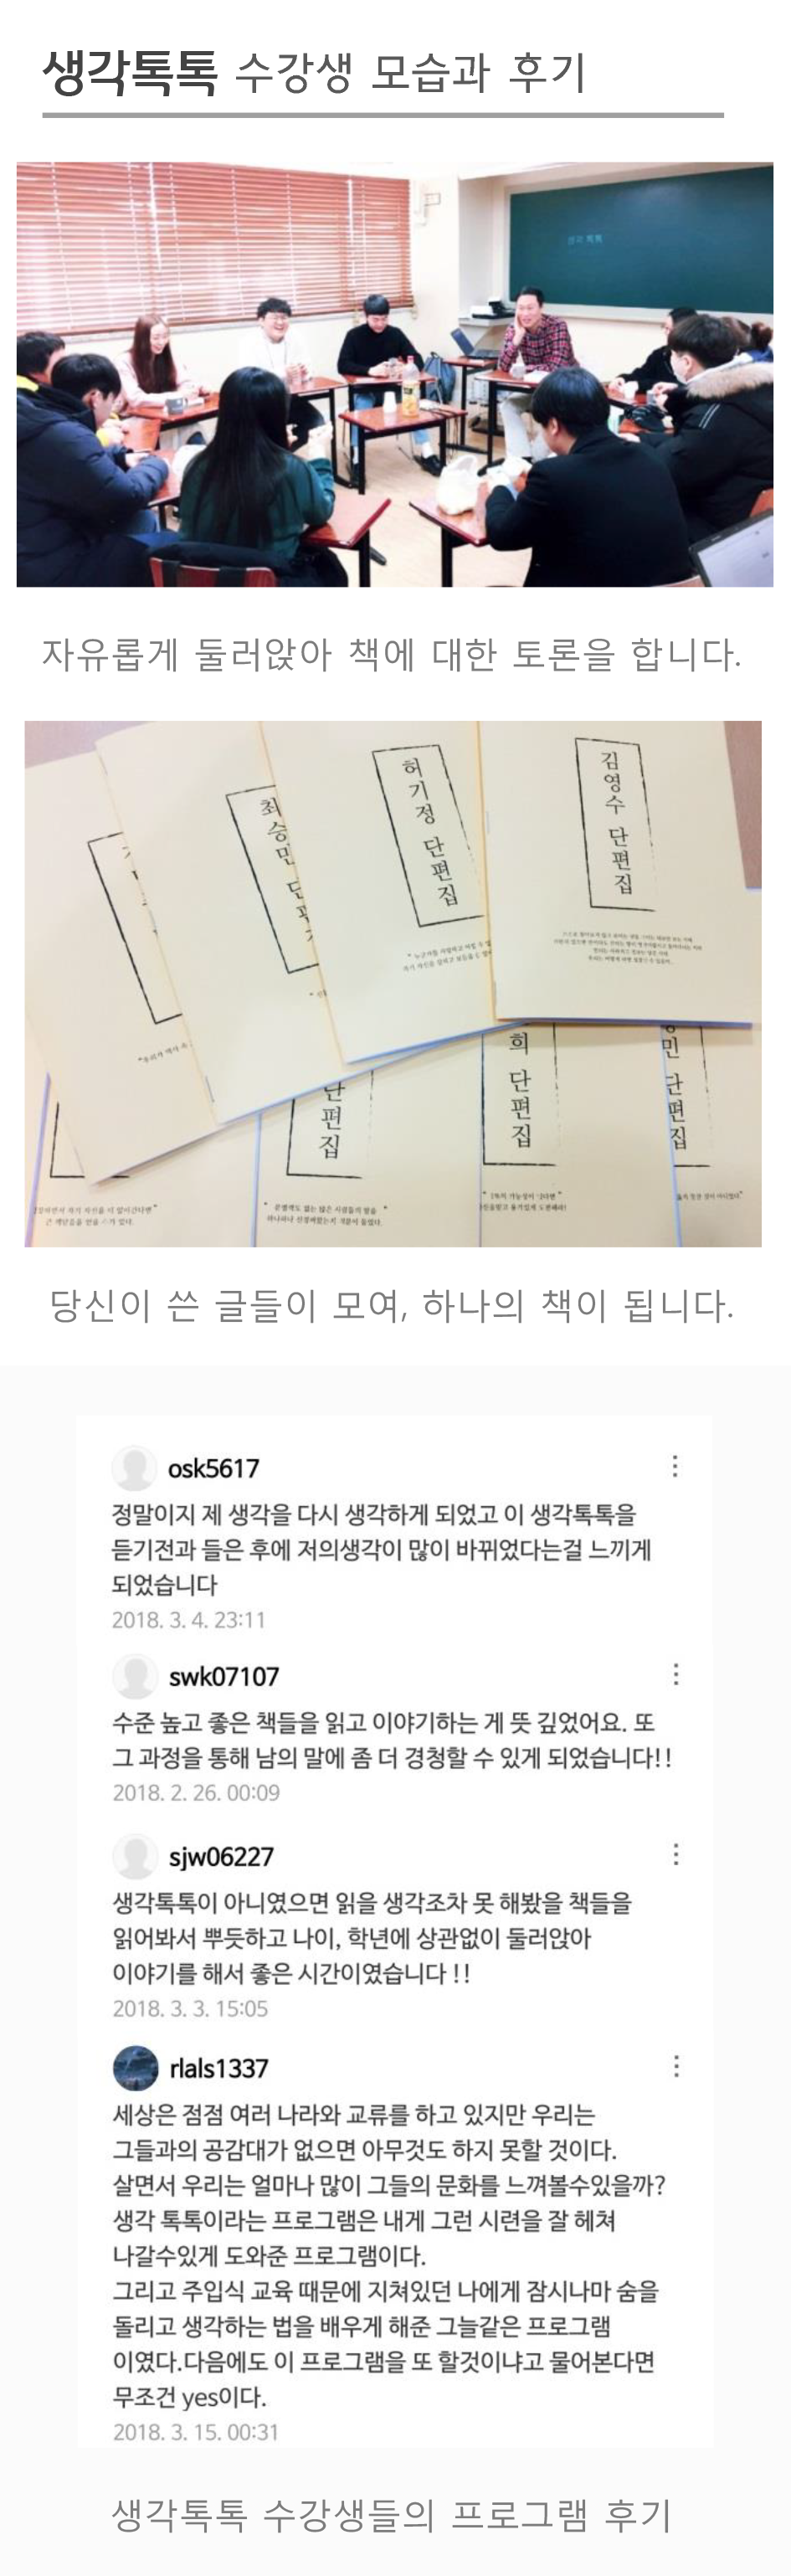 생각톡톡 수강생 모습과 후기
생각 톡톡
자유롭게 둘러앉아 책에 대한 토론을 합니다.
최승민 단편
허기정 단편집
김영수 단편집
단편집
희 단편집
민 단편집
당신이 쓴 글들이 모여, 하나의 책이 됩니다.
osk5617
정말이지 제 생각을 다시 생각하게 되었고 이 생각톡톡을
듣기전과 들은 후에 저의생각이 많이 바뀌었다는걸 느끼게
되었습니다
2018. 3. 4. 23:11
swk07107
수준 높고 좋은 책들을 읽고 이야기하는 게 뜻 깊었어요. 또
그 과정을 통해 남의 말에 좀 더 경청할 수 있게 되었습니다!!
2018. 2. 26. 00:09
sjw06227
생각톡톡이 아니였으면 읽을 생각조차 못 해봤을 책들을
읽어봐서 뿌듯하고 나이, 학년에 상관없이 둘러앉아
이야기를 해서 좋은 시간이였습니다 !!
2018. 3. 3. 15:05
rlals1337
세상은 점점 여러 나라와 교류를 하고 있지만 우리는
그들과의 공감대가 없으면 아무것도 하지 못할 것이다.
살면서 우리는 얼마나 많이 그들의 문화를 느껴볼수있을까?
생각 톡톡이라는 프로그램은 내게 그런 시련을 잘 헤쳐
나갈수있게 도와준 프로그램이다.
그리고 주입식 교육 때문에 지쳐있던 나에게 잠시나마 숨을
돌리고 생각하는 법을 배우게 해준 그늘같은 프로그램
이였다.다음에도 이 프로그램을 또 할것이냐고 물어본다면
무조건 yes이다.
2018. 3. 15. 00:31
생각톡톡 수강생들의 프로그램 후기